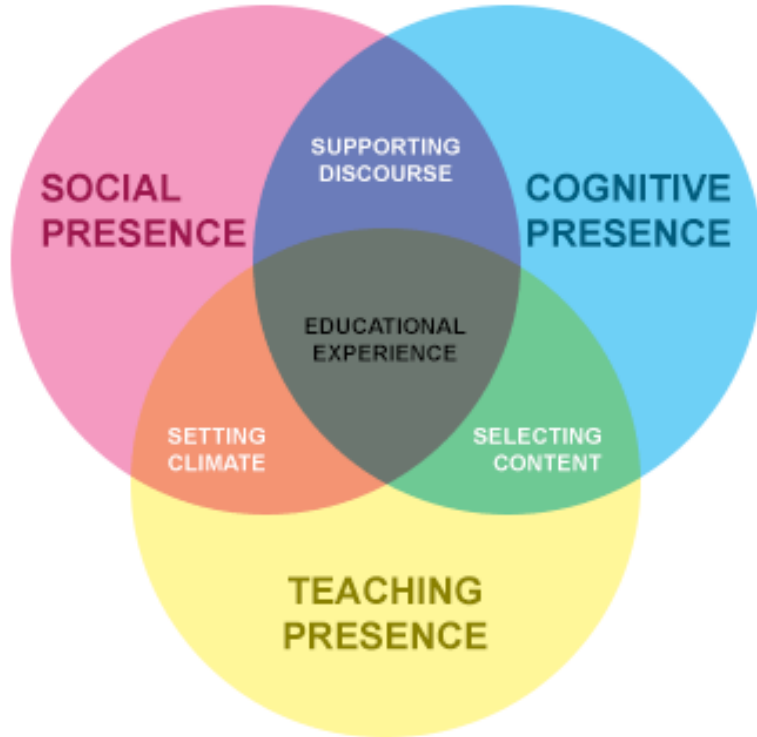 SUPPORTING
DISCOURSE
SOCIAL
PRESENCE
COGNITIVE
PRESENCE
EDUCATIONAL
EXPERIENCE
SETTING
CLIMATE
SELECTING
CONTENT
TEACHING
PRESENCE